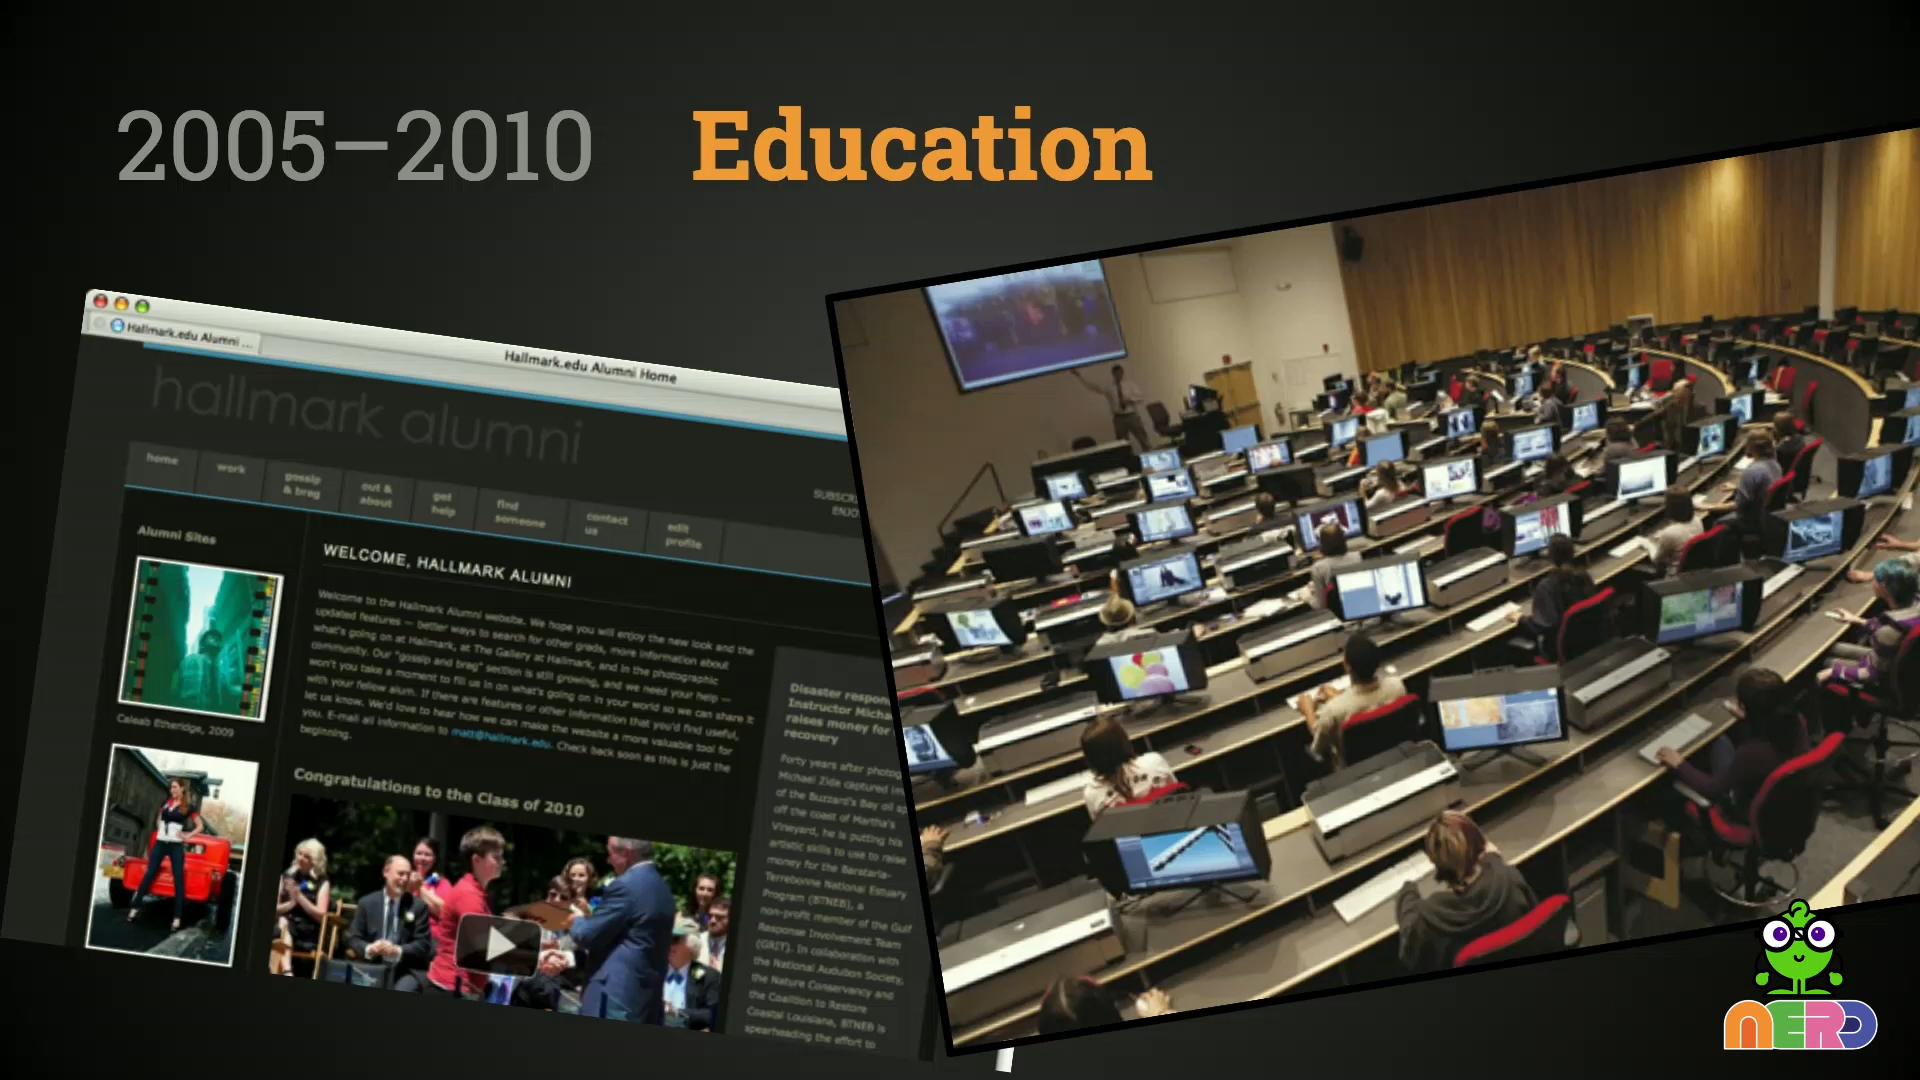 2005–2010 Education
Hallmark.edu Alumni ...
Hallmark.edu Alumni Home
hallmark alumni
home
work
gossip
& brag
out &
about
get
help
find
someone
contact
us
edit
profile
SUBSCR
ENJO
Alumni Sites
Caleab Etheridge, 2009
WELCOME, HALLMARK ALUMNI
Welcome to the Hallmark Alumni website. We hope you will enjoy the new look and the
updated features — better ways to search for other grads, more information about
what's going on at Hallmark, at The Gallery at Hallmark, and in the photographic
community. Our "gossip and brag" section is still growing, and we need your help —
won't you take a moment to fill us in on what's going on in your world so we can share it
with your fellow alum. If there are features or other information that you'd find useful,
let us know. We'd love to hear how we can make the website a more valuable tool for
you. E-mail all information to matt@hallmark.edu. Check back soon as this is just the
beginning.
Congratulations to the Class of 2010
Disaster respon
Instructor Micha
raises money for
recovery
Forty years after photog
Michael Zide captured im
of the Buzzard's Bay oil sp
off the coast of Martha's
Vineyard, he is putting his
artistic skills to use to raise
money for the Barataria-
Terrebonne National Estuary
Program (BTNEB), a
non-profit member of the Gulf
Response Involvement Team
(GRIT). In collaboration with
the National Audubon Society,
the Nature Conservancy and
the Coalition to Restore
Coastal Louisiana, BTNEB is
spearheading the effort to
NERD